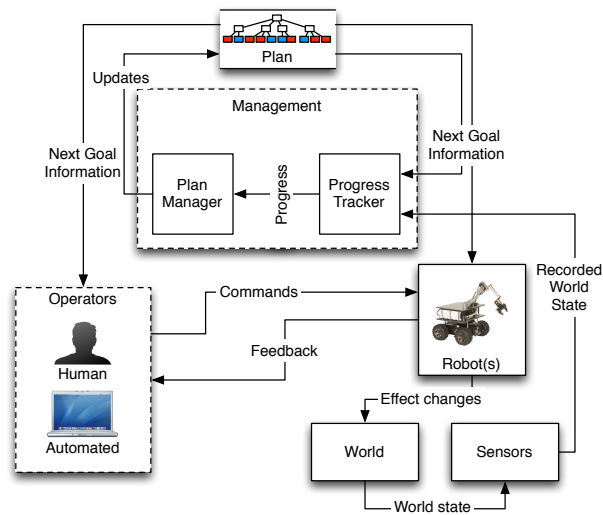 Plan
Updates
Management
Next Goal
Information
Next Goal
Information
Plan
Manager
Progress
Progress
Tracker
Operators
Commands
Recorded
World
State
Feedback
Human
Robot(s)
Effect changes
Automated
World
Sensors
World state